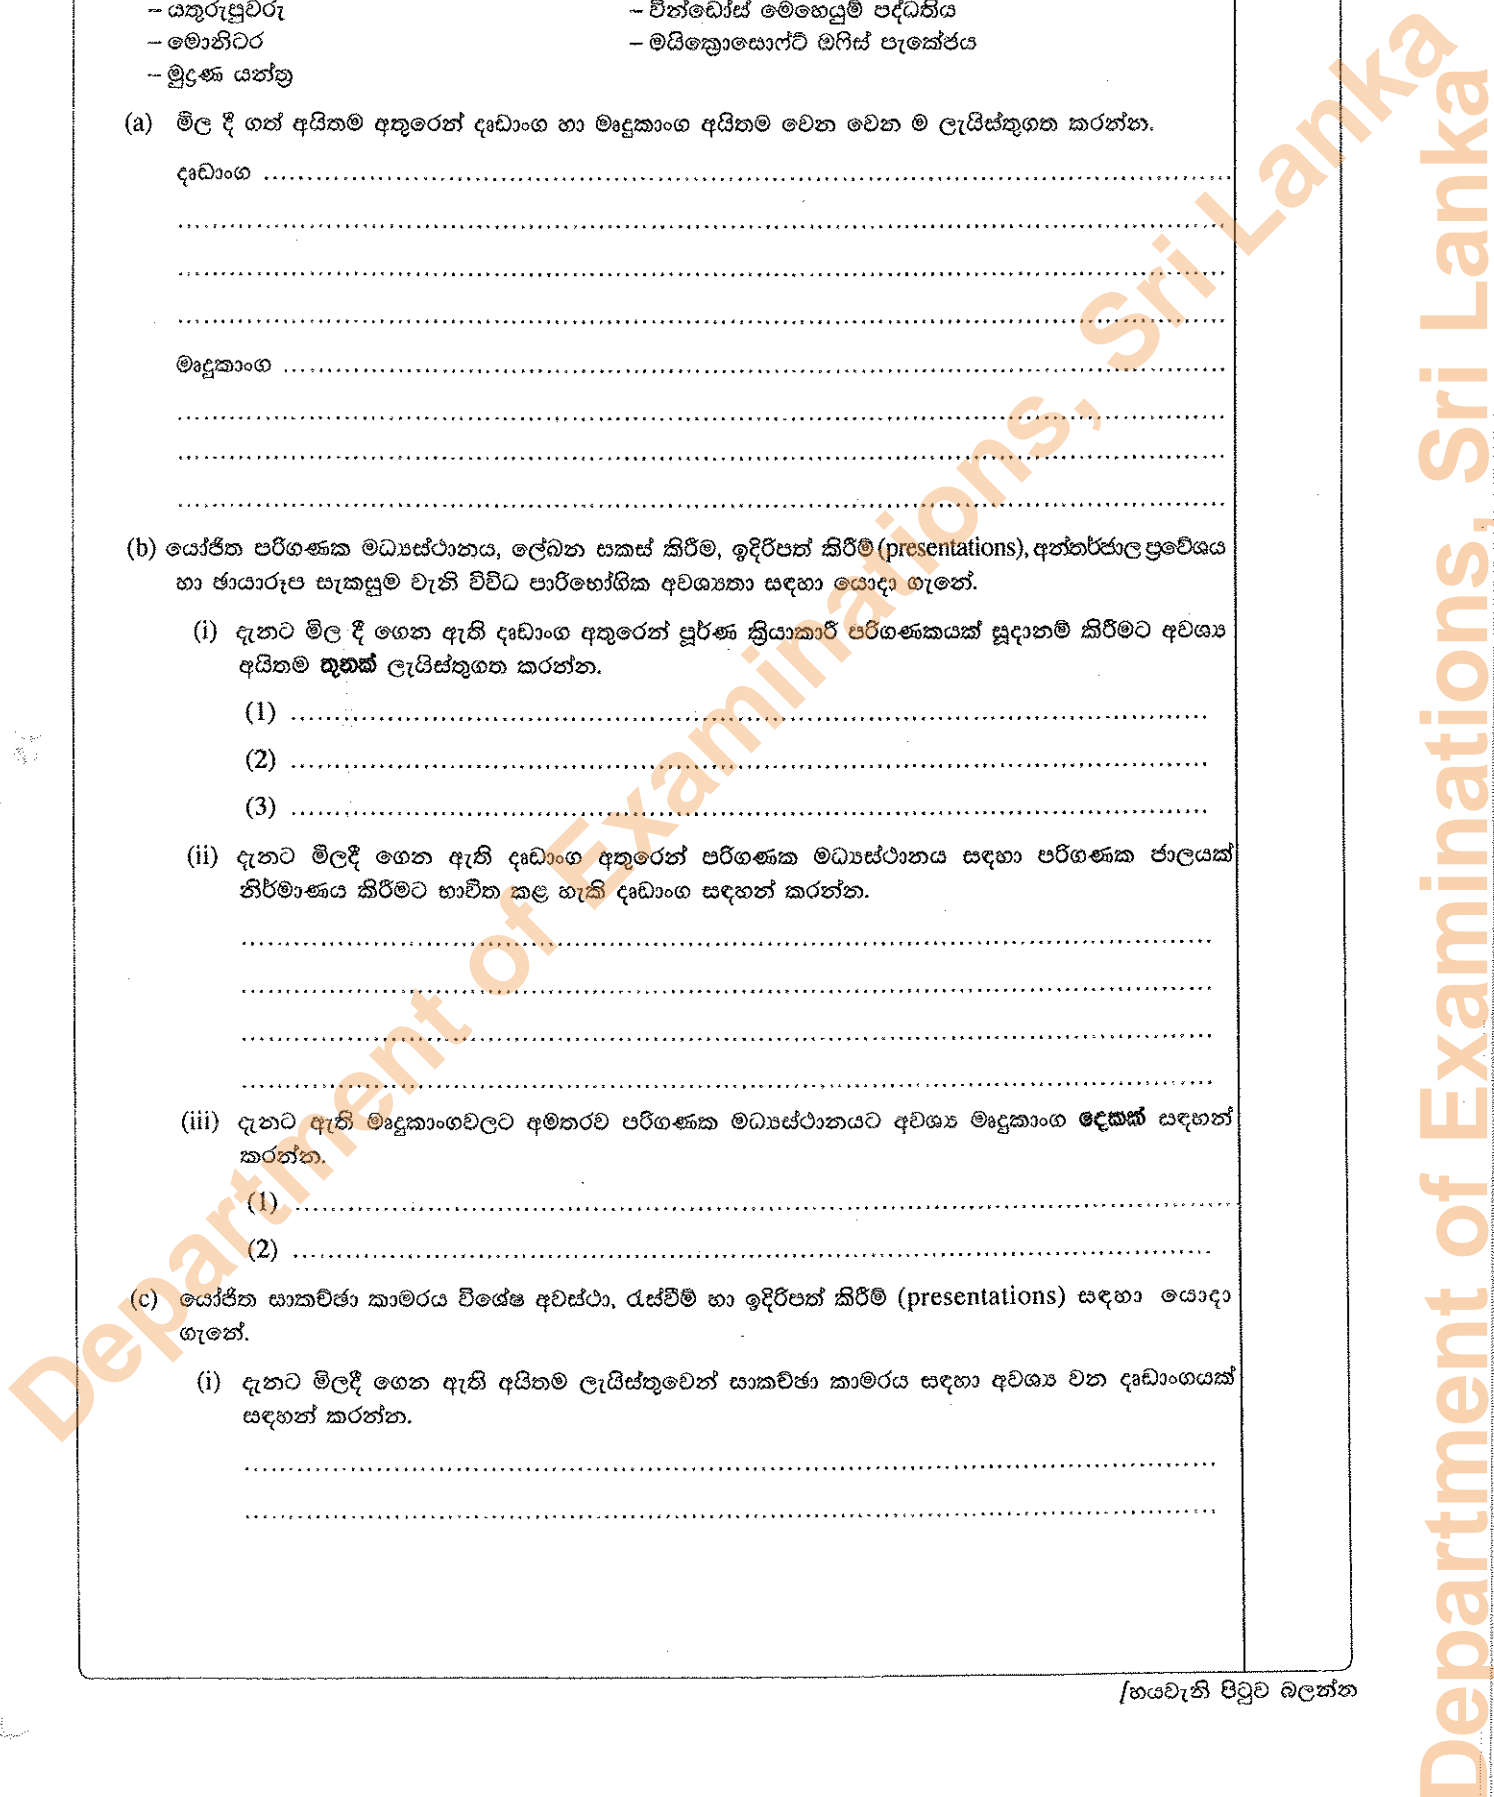 – යතුරුපුවරු
– වින්ඩෝස් මෙහෙයුම් පද්ධතිය
– මොනිටර
– මයික්‍රොසොෆ්ට් ඔෆිස් පැකේජය
– මුද්‍රණ යන්ත්‍ර
(a) මිල දී ගත් අයිතම අතුරෙන් දෘඩාංග හා මෘදුකාංග අයිතම වෙන වෙන ම ලැයිස්තුගත කරන්න.
දෘඩාංග
මෘදුකාංග
(b) යෝජිත පරිගණක මධ්‍යස්ථානය, ලේඛන සකස් කිරීම, ඉදිරිපත් කිරීම් (presentations), අන්තර්ජාල ප්‍රවේශය
හා ඡායාරූප සැකසුම වැනි විවිධ පාරිභෝගික අවශ්‍යතා සඳහා යොදා ගැනේ.
(i) දැනට මිල දී ගෙන ඇති දෘඩාංග අතුරෙන් පූර්ණ ක්‍රියාකාරී පරිගණකයක් සූදානම් කිරීමට අවශ්‍ය
අයිතම තුනක් ලැයිස්තුගත කරන්න.
(1)
(2)
(3)
(ii) දැනට මිලදී ගෙන ඇති දෘඩාංග අතුරෙන් පරිගණක මධ්‍යස්ථානය සඳහා පරිගණක ජාලයක්
නිර්මාණය කිරීමට භාවිත කළ හැකි දෘඩාංග සඳහන් කරන්න.
(iii) දැනට ඇති මෘදුකාංගවලට අමතරව පරිගණක මධ්‍යස්ථානයට අවශ්‍ය මෘදුකාංග දෙකක් සඳහන්
කරන්න.
(1)
(2)
(c) යෝජිත සාකච්ඡා කාමරය විශේෂ අවස්ථා, රැස්වීම් හා ඉදිරිපත් කිරීම් (presentations) සඳහා යොදා
ගැනේ.
(i) දැනට මිලදී ගෙන ඇති අයිතම ලැයිස්තුවෙන් සාකච්ඡා කාමරය සඳහා අවශ්‍ය වන දෘඩාංගයක්
සඳහන් කරන්න.
/හයවැනි පිටුව බලන්න
Department of Examinations, Sri Lanka
Department of Examinations, Sri Lanka